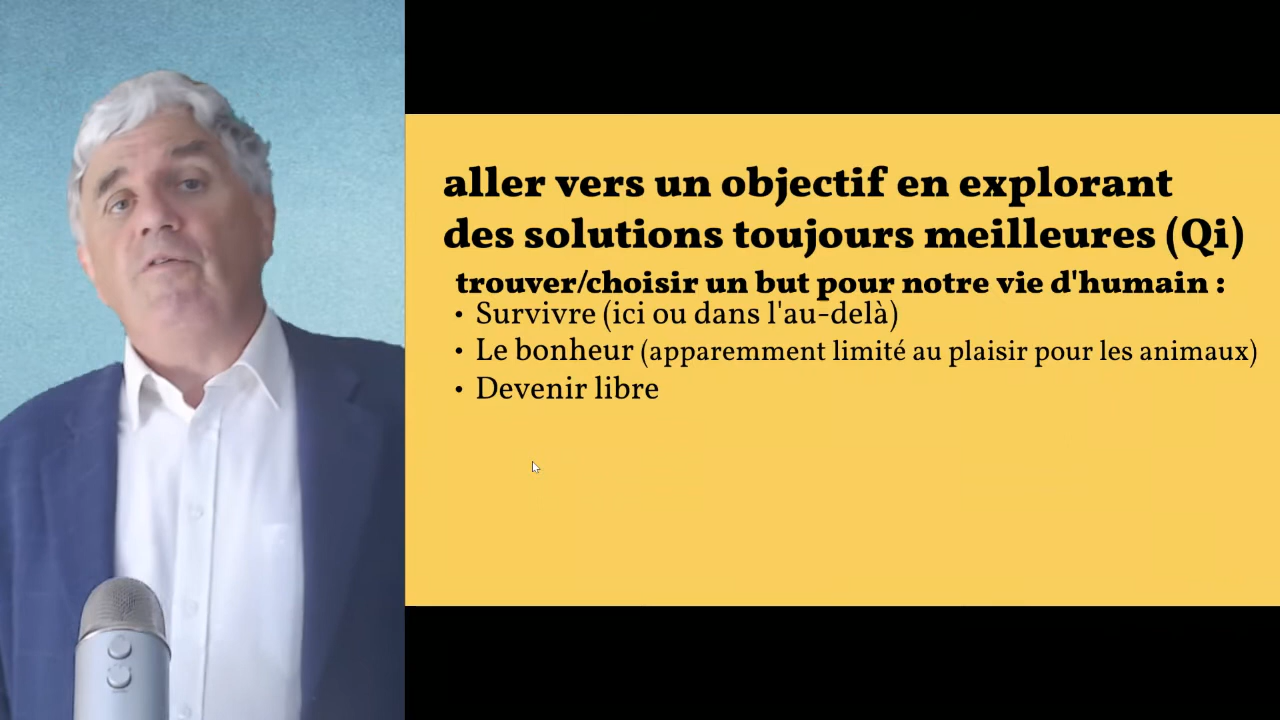 aller vers un objectif en explorant
des solutions toujours meilleures (Qi)
trouver/choisir un but pour notre vie d'humain :
• Survivre (ici ou dans l'au-delà)
• Le bonheur (apparemment limité au plaisir pour les animaux)
• Devenir libre